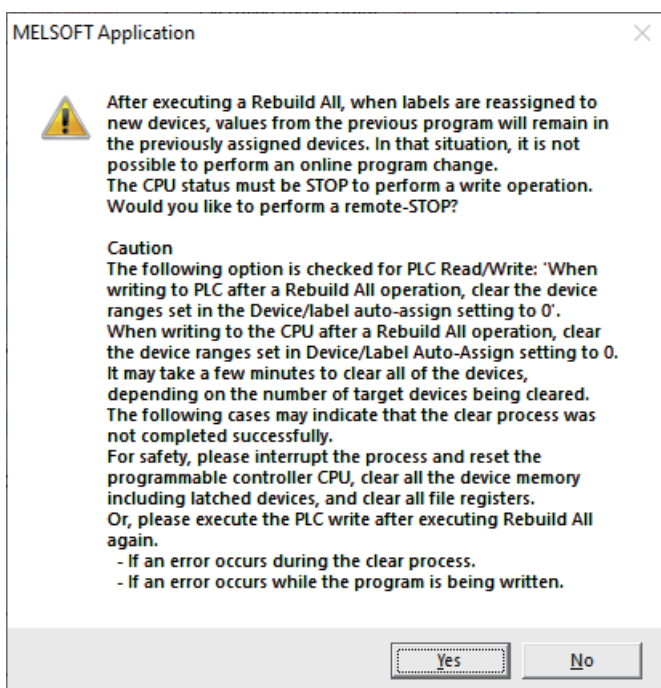 MELSOFT Application
After executing a Rebuild All, when labels are reassigned to
new devices, values from the previous program will remain in
the previously assigned devices. In that situation, it is not
possible to perform an online program change.
The CPU status must be STOP to perform a write operation.
Would you like to perform a remote-STOP?
Caution
The following option is checked for PLC Read/Write: 'When
writing to PLC after a Rebuild All operation, clear the device
ranges set in the Device/label auto-assign setting to 0'.
When writing to the CPU after a Rebuild All operation, clear
the device ranges set in Device/Label Auto-Assign setting to 0.
It may take a few minutes to clear all of the devices,
depending on the number of target devices being cleared.
The following cases may indicate that the clear process was
not completed successfully.
For safety, please interrupt the process and reset the
programmable controller CPU, clear all the device memory
including latched devices, and clear all file registers.
Or, please execute the PLC write after executing Rebuild All
again.
- If an error occurs during the clear process.
- If an error occurs while the program is being written.
Yes No